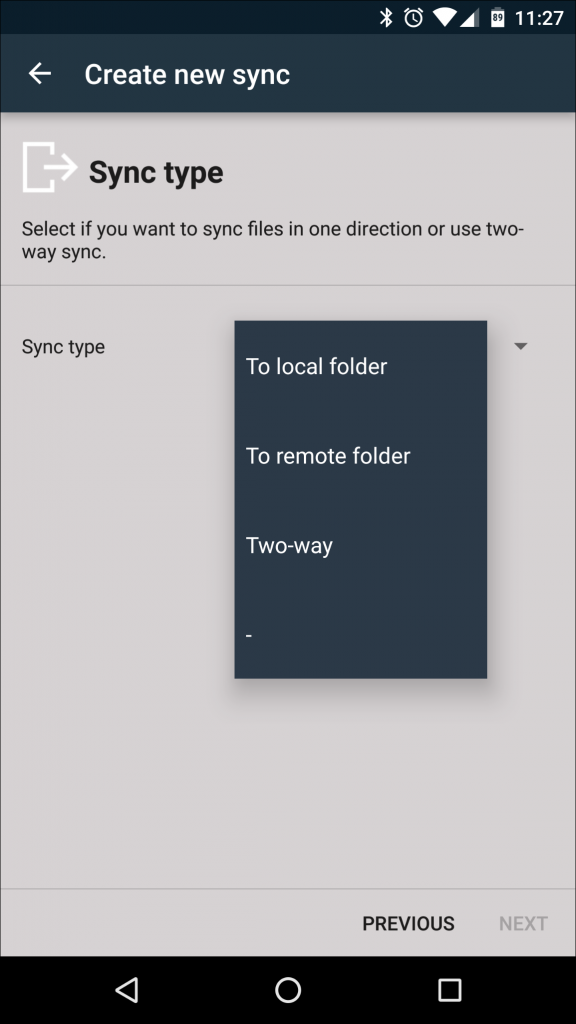 89 11:27
Create new sync
Sync type
Select if you want to sync files in one direction or use two-
way sync.
Sync type
To local folder
To remote folder
Two-way
-
PREVIOUS NEXT